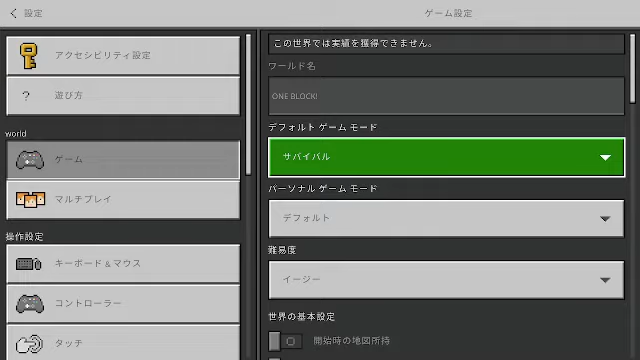 設定
ゲーム設定
アクセシビリティ設定
?
遊び方
world
ゲーム
マルチプレイ
操作設定
キーボード & マウス
コントローラー
タッチ
この世界では実績を獲得できません。
ワールド名
ONE BLOCK!
デフォルト ゲーム モード
サバイバル
パーソナル ゲーム モード
デフォルト
難易度
イージー
世界の基本設定
開始時の地図所持